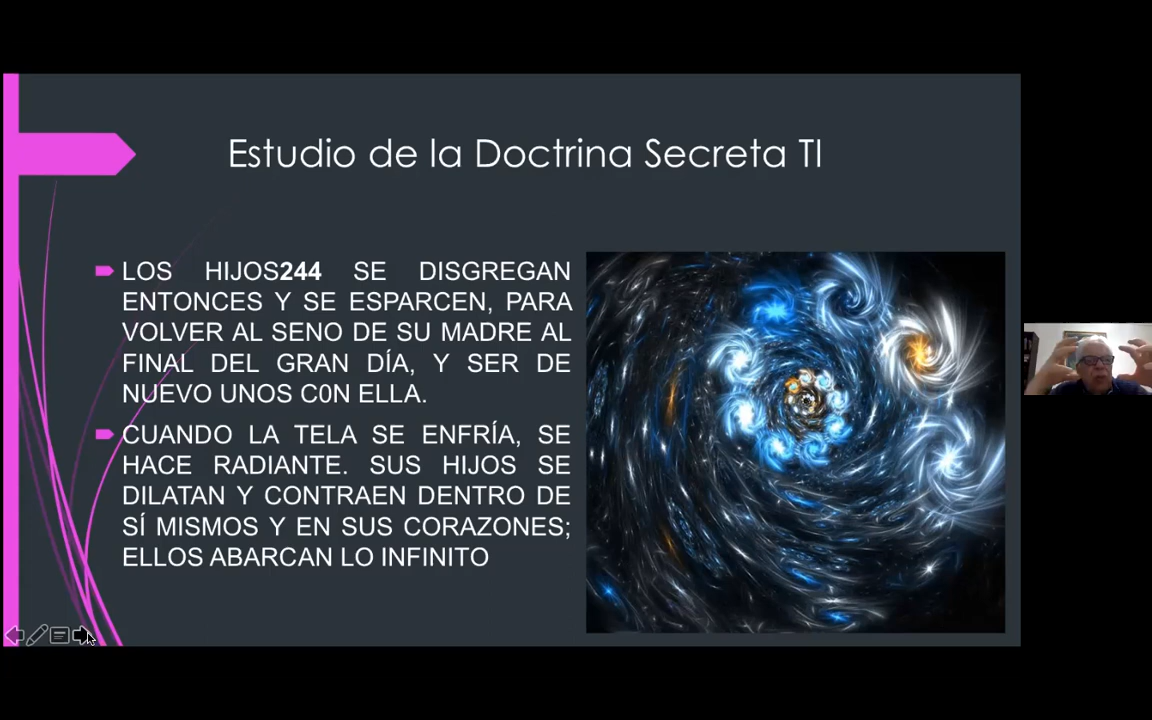 Estudio de la Doctrina Secreta TI
LOS HIJOS244 SE DISGREGAN
ENTONCES Y SE ESPARCEN, PARA
VOLVER AL SENO DE SU MADRE AL
FINAL DEL GRAN DÍA, Y SER DE
NUEVO UNOS C0N ELLA.
CUANDO LA TELA SE ENFRÍA, SE
HACE RADIANTE. SUS HIJOS SE
DILATAN Y CONTRAEN DENTRO DE
SÍ MISMOS Y EN SUS CORAZONES;
ELLOS ABARCAN LO INFINITO